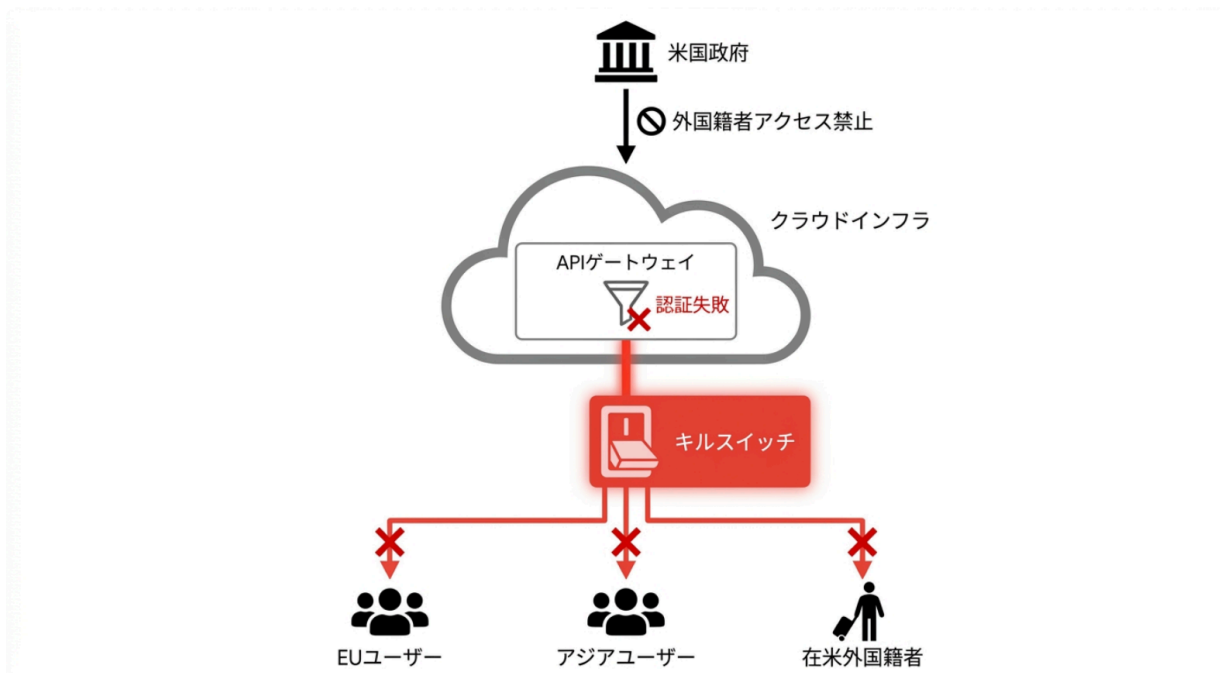 米国政府
外国籍者アクセス禁止
クラウドインフラ
APIゲートウェイ
認証失敗
キルスイッチ
EUユーザー
アジアユーザー
在米外国籍者